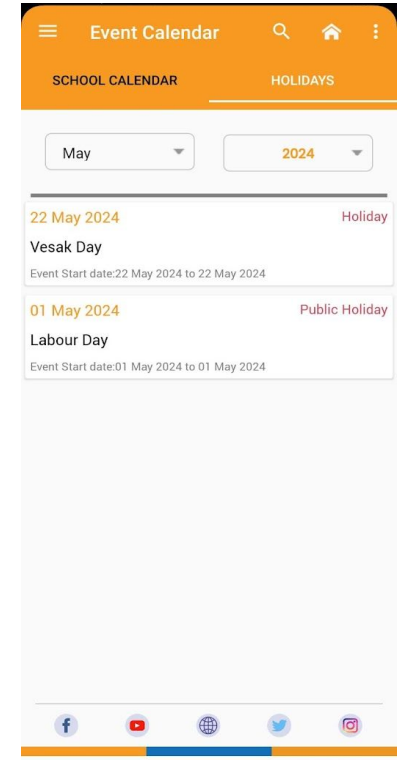 Event Calendar
SCHOOL CALENDAR HOLIDAYS
May 2024
22 May 2024 Holiday
Vesak Day
Event Start date:22 May 2024 to 22 May 2024
01 May 2024 Public Holiday
Labour Day
Event Start date:01 May 2024 to 01 May 2024